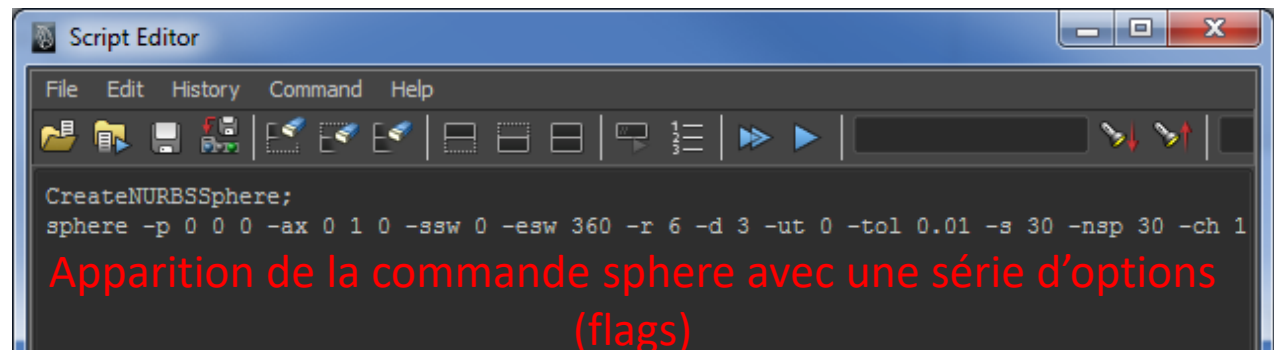 Script Editor
File Edit History Command Help
CreateNURBSSphere;
sphere -p 0 0 0 -ax 0 1 0 -ssw 0 -esw 360 -r 6 -d 3 -ut 0 -tol 0.01 -s 30 -nsp 30 -ch 1
Apparition de la commande sphere avec une série d’options
(flags)